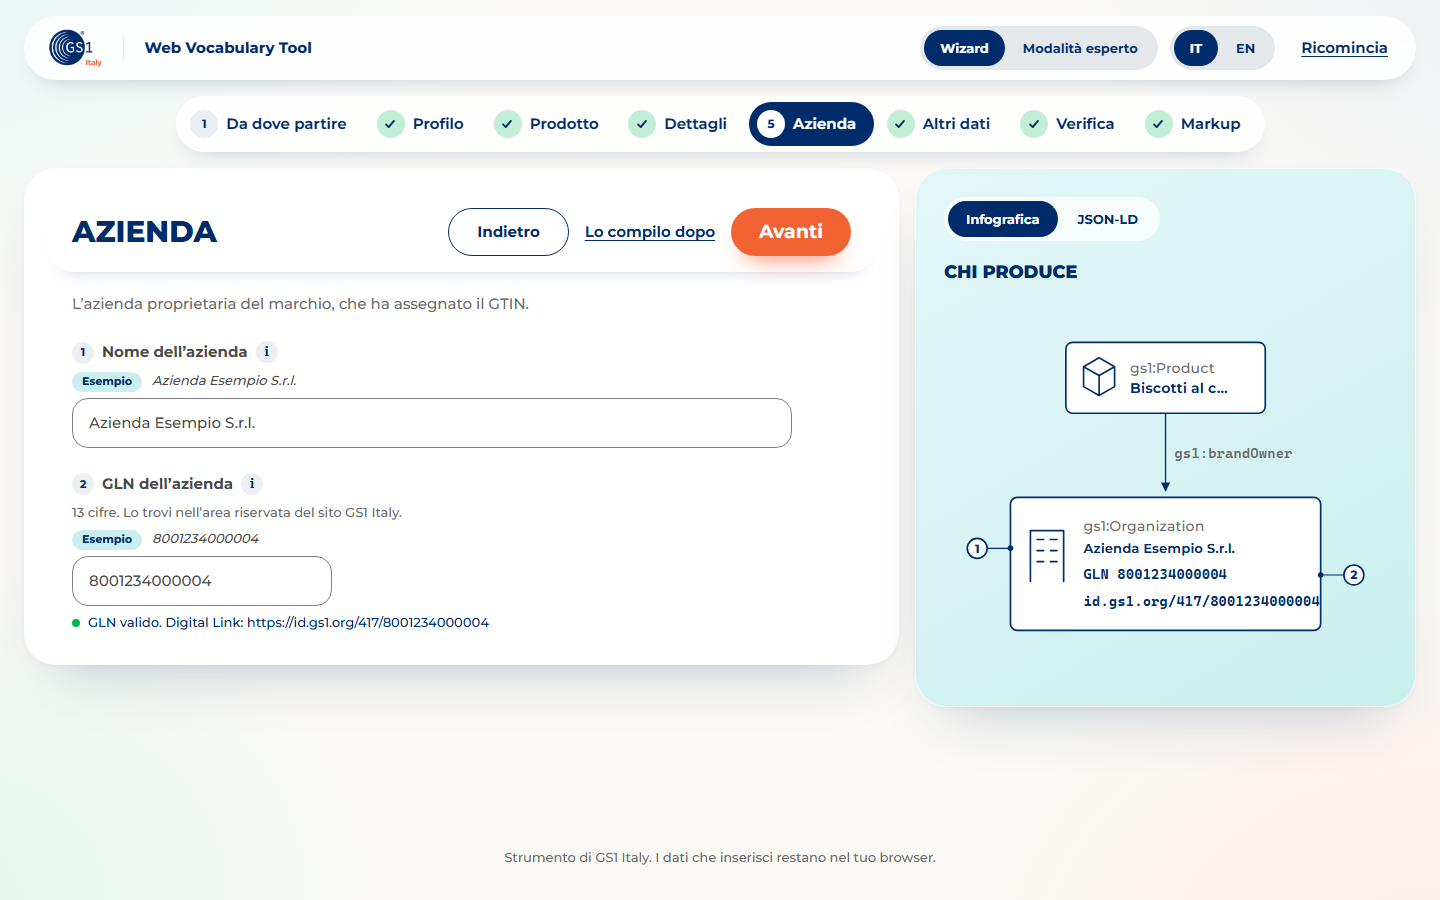 GS1 Italy
Web Vocabulary Tool
Wizard
Modalità esperto
IT
EN
Ricomincia
1 Da dove partire
Profilo
Prodotto
Dettagli
5 Azienda
Altri dati
Verifica
Markup
AZIENDA
Indietro
Lo compilo dopo
Avanti
L’azienda proprietaria del marchio, che ha assegnato il GTIN.
1 Nome dell’azienda i
Esempio Azienda Esempio S.r.l.
Azienda Esempio S.r.l.
2 GLN dell’azienda i
13 cifre. Lo trovi nell’area riservata del sito GS1 Italy.
Esempio 8001234000004
8001234000004
GLN valido. Digital Link: https://id.gs1.org/417/8001234000004
Infografica
JSON-LD
CHI PRODUCE
gs1:Product
Biscotti al c...
gs1:brandOwner
gs1:Organization
1
Azienda Esempio S.r.l.
GLN 8001234000004
2
id.gs1.org/417/8001234000004
Strumento di GS1 Italy. I dati che inserisci restano nel tuo browser.